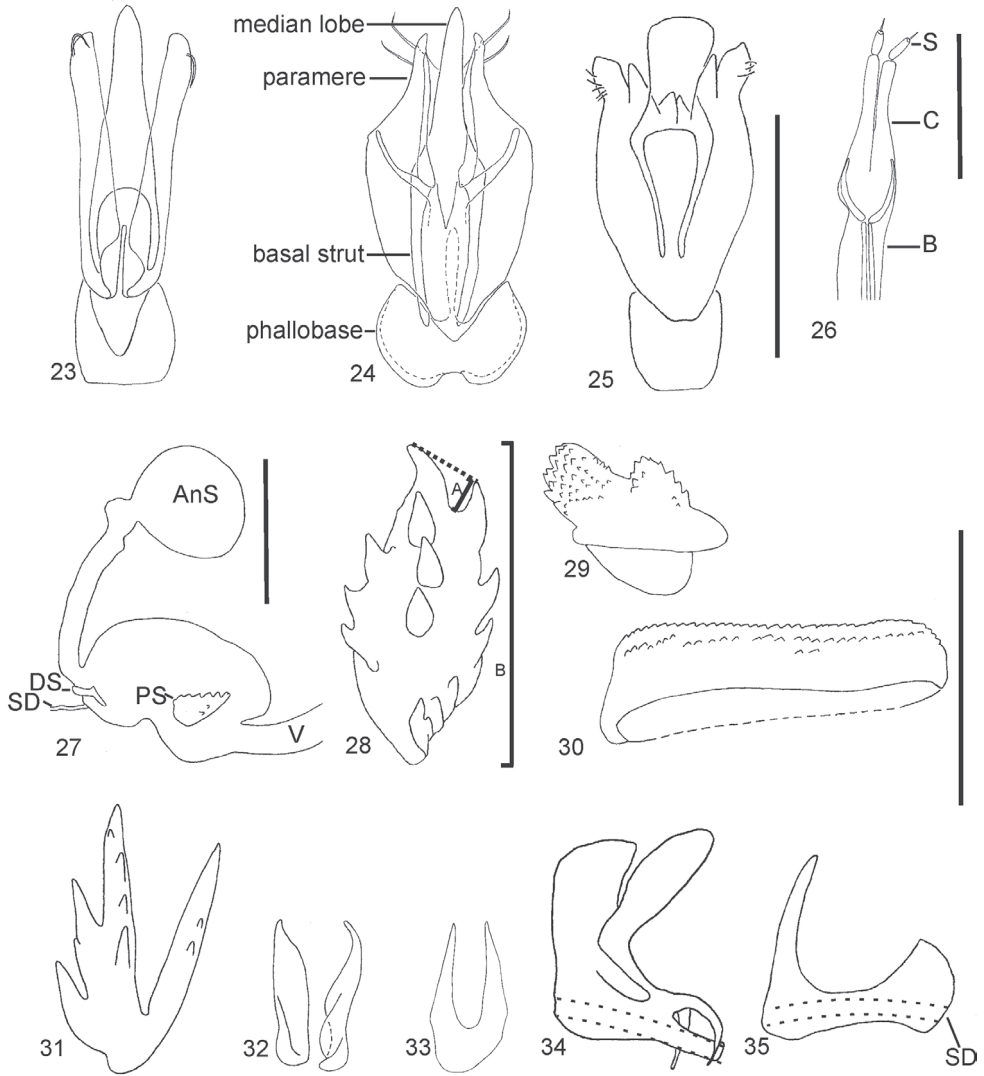 median lobe
paramere
basal strut
phallobase
23
24
25
S
C
B
26
AnS
DS
SD
PS
V
27
A
B
28
29
30
31
32
33
34
35
SD